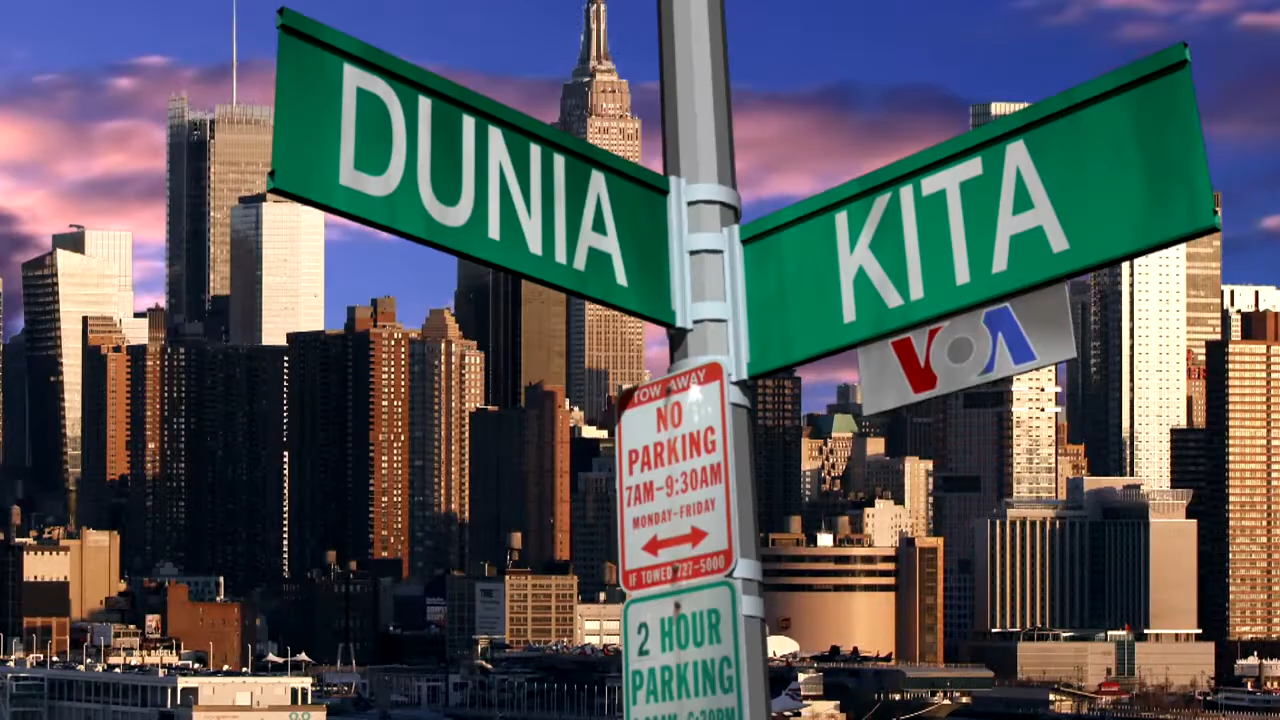 DUNIA
KITA
VOA
TOW AWAY
NO
PARKING
7AM-9:30AM
MONDAY-FRIDAY
IF TOWED 727-5000
2 HOUR
PARKING